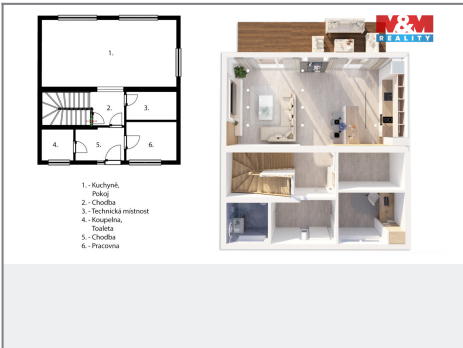 M&M
REALITY
1.
2.
3.
4.
5.
6.
1. - Kuchyně,
Pokoj
2. - Chodba
3. - Technická místnost
4. - Koupelna,
Toaleta
5. - Chodba
6. - Pracovna